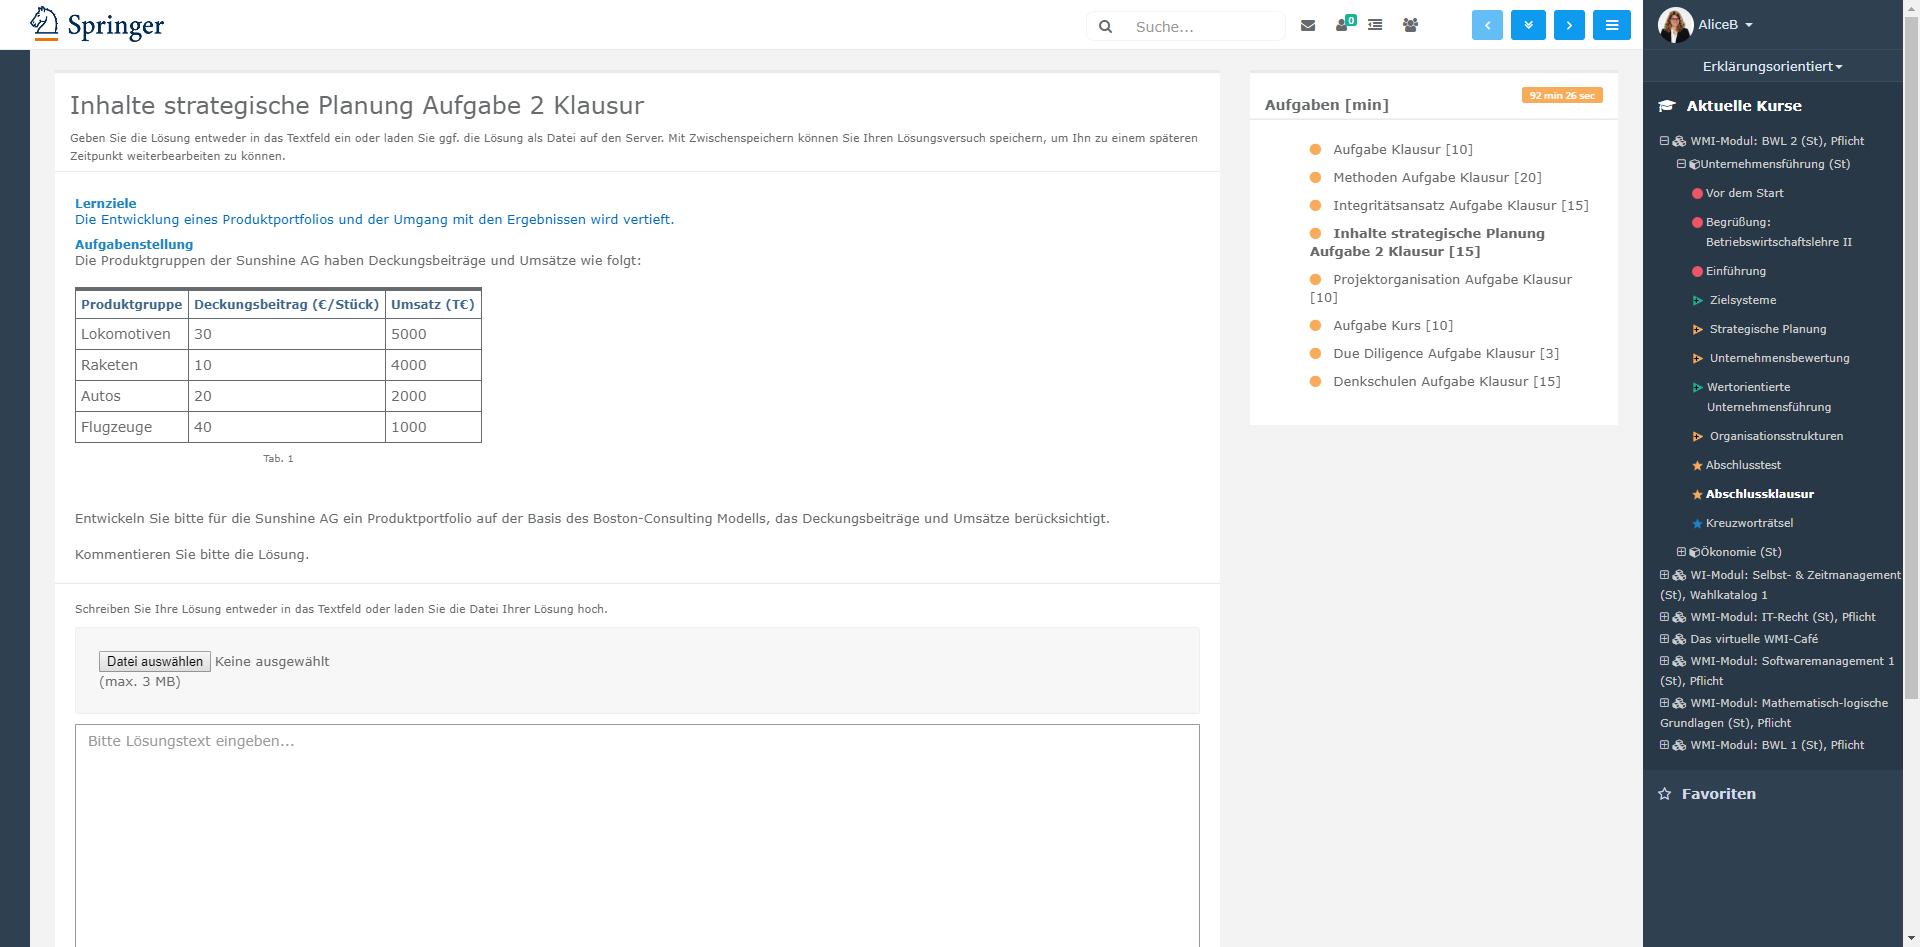 Springer
Suche...
0
AliceB
Erklärungsorientiert
Inhalte strategische Planung Aufgabe 2 Klausur
Geben Sie die Lösung entweder in das Textfeld ein oder laden Sie ggf. die Lösung als Datei auf den Server. Mit Zwischenspeichern können Sie Ihren Lösungsversuch speichern, um Ihn zu einem späteren
Zeitpunkt weiterbearbeiten zu können.
Lernziele
Die Entwicklung eines Produktportfolios und der Umgang mit den Ergebnissen wird vertieft.
Aufgabenstellung
Die Produktgruppen der Sunshine AG haben Deckungsbeiträge und Umsätze wie folgt:
Produktgruppe Deckungsbeitrag (€/Stück) Umsatz (T€)
Lokomotiven 30 5000
Raketen 10 4000
Autos 20 2000
Flugzeuge 40 1000
Tab. 1
Entwickeln Sie bitte für die Sunshine AG ein Produktportfolio auf der Basis des Boston-Consulting Modells, das Deckungsbeiträge und Umsätze berücksichtigt.
Kommentieren Sie bitte die Lösung.
Schreiben Sie Ihre Lösung entweder in das Textfeld oder laden Sie die Datei Ihrer Lösung hoch.
Datei auswählen Keine ausgewählt
(max. 3 MB)
Bitte Lösungstext eingeben...
Aufgaben [min]
92 min 26 sec
Aufgabe Klausur [10]
Methoden Aufgabe Klausur [20]
Integritätsansatz Aufgabe Klausur [15]
Inhalte strategische Planung
Aufgabe 2 Klausur [15]
Projektorganisation Aufgabe Klausur
[10]
Aufgabe Kurs [10]
Due Diligence Aufgabe Klausur [3]
Denkschulen Aufgabe Klausur [15]
Aktuelle Kurse
WMI-Modul: BWL 2 (St), Pflicht
Unternehmensführung (St)
Vor dem Start
Begrüßung:
Betriebswirtschaftslehre II
Einführung
Zielsysteme
Strategische Planung
Unternehmensbewertung
Wertorientierte
Unternehmensführung
Organisationsstrukturen
Abschlusstest
Abschlussklausur
Kreuzworträtsel
Ökonomie (St)
WI-Modul: Selbst- & Zeitmanagement
(St), Wahlkatalog 1
WMI-Modul: IT-Recht (St), Pflicht
Das virtuelle WMI-Café
WMI-Modul: Softwaremanagement 1
(St), Pflicht
WMI-Modul: Mathematisch-logische
Grundlagen (St), Pflicht
WMI-Modul: BWL 1 (St), Pflicht
Favoriten